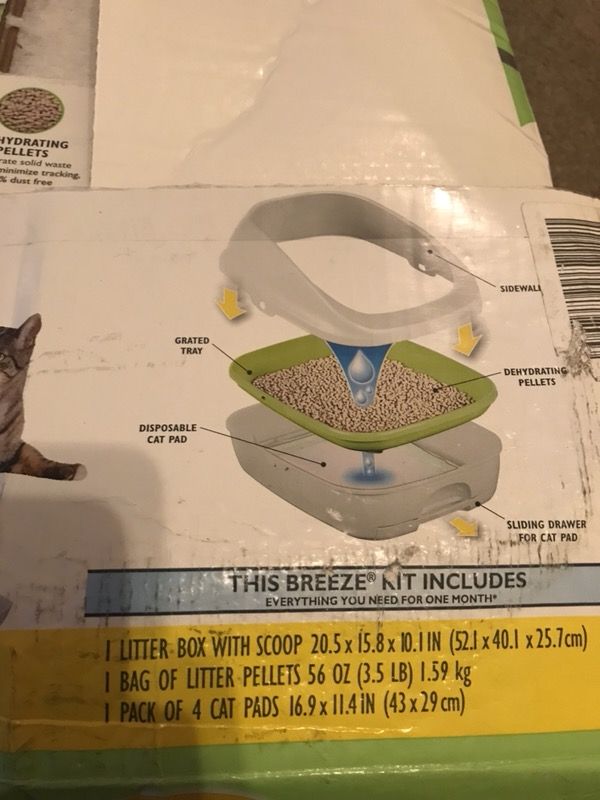 HYDRATING
PELLETS
rate solid waste
minimize tracking,
% dust free
SIDEWALL
GRATED
TRAY
DEHYDRATING
PELLETS
DISPOSABLE
CAT PAD
SLIDING DRAWER
FOR CAT PAD
THIS BREEZE® KIT INCLUDES
EVERYTHING YOU NEED FOR ONE MONTH*
1 LITTER BOX WITH SCOOP 20.5 x 15.8 x 10.1 IN (52.1 x 40.1 x 25.7cm)
1 BAG OF LITTER PELLETS 56 OZ (3.5 LB) 1.59 kg
1 PACK OF 4 CAT PADS 16.9 x 11.4 IN (43 x 29 cm)